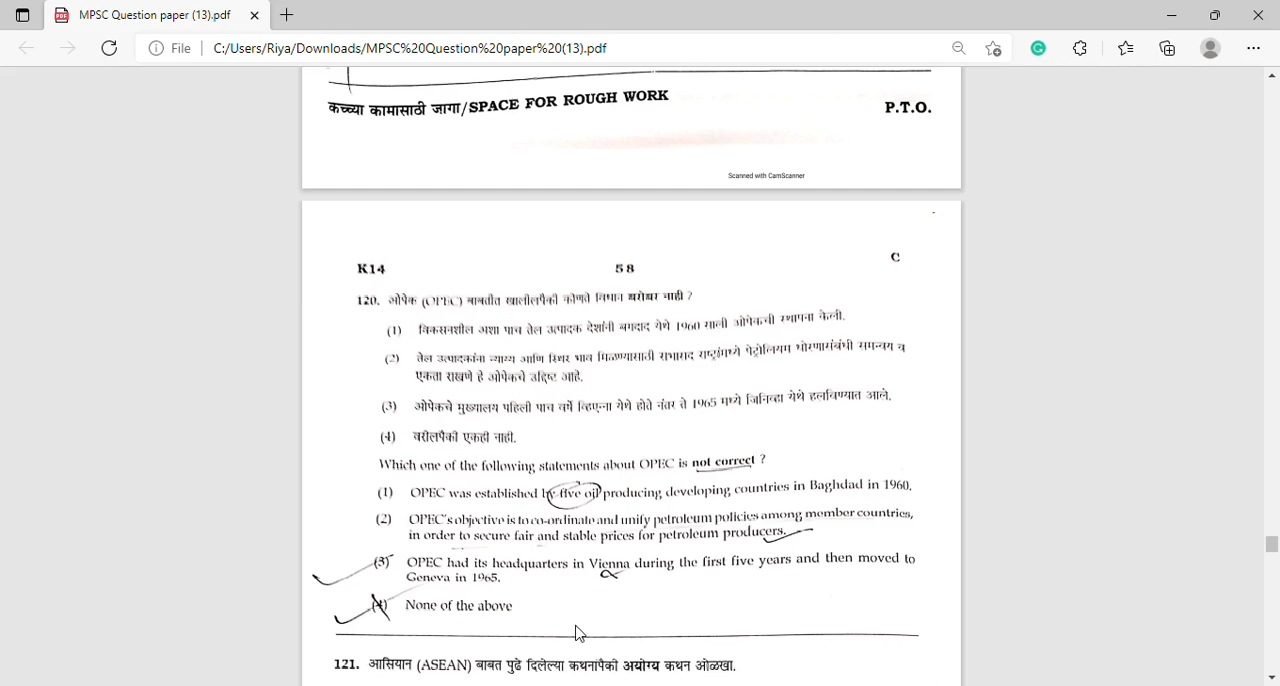 MPSC Question paper (13).pdf
File C:/Users/Riya/Downloads/MPSC%20Question%20paper%20(13).pdf
कच्च्या कामासाठी जागा/SPACE FOR ROUGH WORK P.T.O.
Scanned with CamScanner
K14 58 C
120. ओपेक (OPEC) बाबतीत खालीलपैकी कोणते विधान बरोबर नाही ?
(1) विकसनशील अशा पाच तेल उत्पादक देशांनी बगदाद येथे 1960 साली ओपेकची स्थापना केली.
(2) तेल उत्पादकांना न्याय्य आणि स्थिर भाव मिळण्यासाठी सभासद राष्ट्रांमध्ये पेट्रोलियम धोरणासंबंधी समन्वय व
एकता राखणे हे ओपेकचे उद्दिष्ट आहे.
(3) ओपेकचे मुख्यालय पहिली पाच वर्षे व्हिएन्ना येथे होते नंतर ते 1965 मध्ये जिनिव्हा येथे हलविण्यात आले.
(4) वरीलपैकी एकही नाही.
Which one of the following statements about OPEC is not correct ?
(1) OPEC was established by five oil producing developing countries in Baghdad in 1960.
(2) OPEC's objective is to co-ordinate and unify petroleum policies among member countries,
in order to secure fair and stable prices for petroleum producers.
(3) OPEC had its headquarters in Vienna during the first five years and then moved to
Geneva in 1965.
(4) None of the above
121. आसियान (ASEAN) बाबत पुढे दिलेल्या कथनापैकी अयोग्य कथन ओळखा.